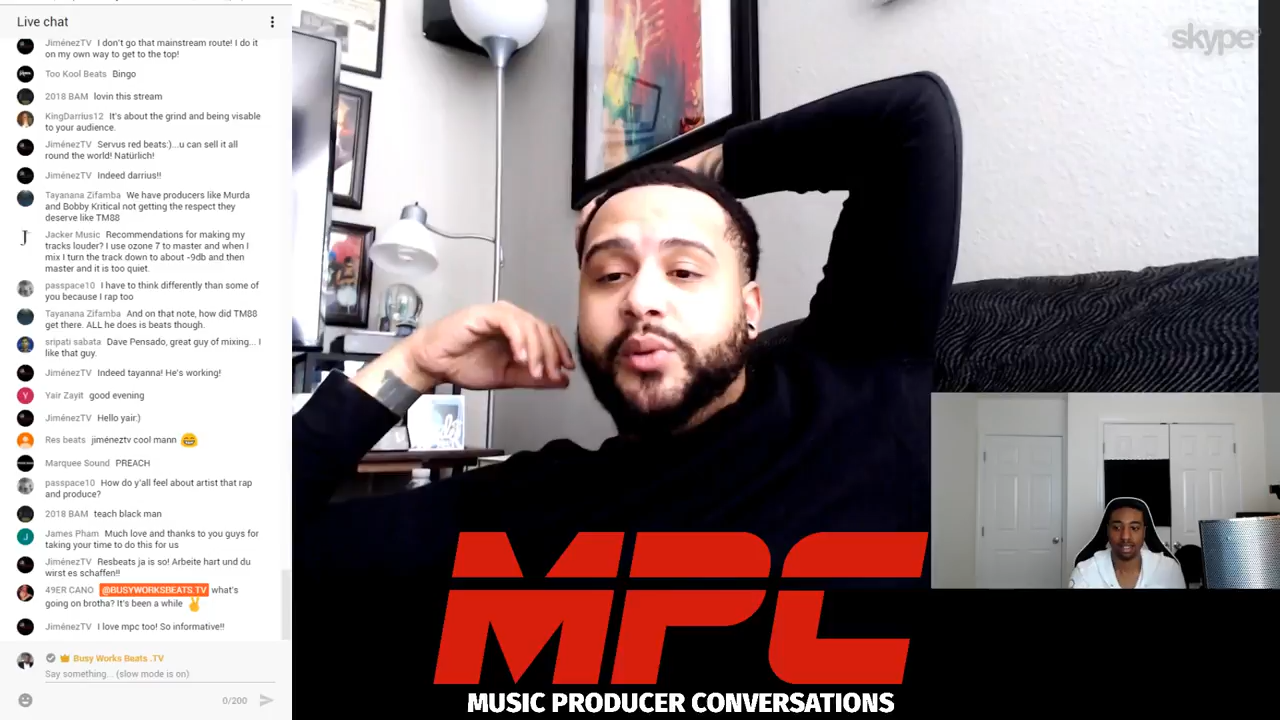 Live chat
JiménezTV I don't go that mainstream route! I do it
on my own way to get to the top!
Too Kool Beats Bingo
2018 BAM lovin this stream
KingDarrius12 It's about the grind and being visable
to your audience.
JiménezTV Servus red beats:)...u can sell it all
round the world! Natürlich!
JiménezTV Indeed darrius!!
Tayanana Zifamba We have producers like Murda
and Bobby Kritical not getting the respect they
deserve like TM88
Jacker Music Recommendations for making my
tracks louder? I use ozone 7 to master and when I
mix I turn the track down to about -9db and then
master and it is too quiet.
passpace10 I have to think differently than some of
you because I rap too
Tayanana Zifamba And on that note, how did TM88
get there. ALL he does is beats though.
sripati sabata Dave Pensado, great guy of mixing... I
like that guy.
JiménezTV Indeed tayanna! He's working!
Y Yair Zayit good evening
JiménezTV Hello yair:)
Res beats jiméneztv cool mann
Marquee Sound PREACH
passpace10 How do y'all feel about artist that rap
and produce?
2018 BAM teach black man
J James Pham Much love and thanks to you guys for
taking your time to do this for us
JiménezTV Resbeats ja is so! Arbeite hart und du
wirst es schaffen!!
49ER CANO @BUSYWORKSBEATS.TV what's
going on brotha? It's been a while
JiménezTV I love mpc too! So informative!!
Busy Works Beats .TV
Say something... (slow mode is on)
0/200
skype
MPC
MUSIC PRODUCER CONVERSATIONS